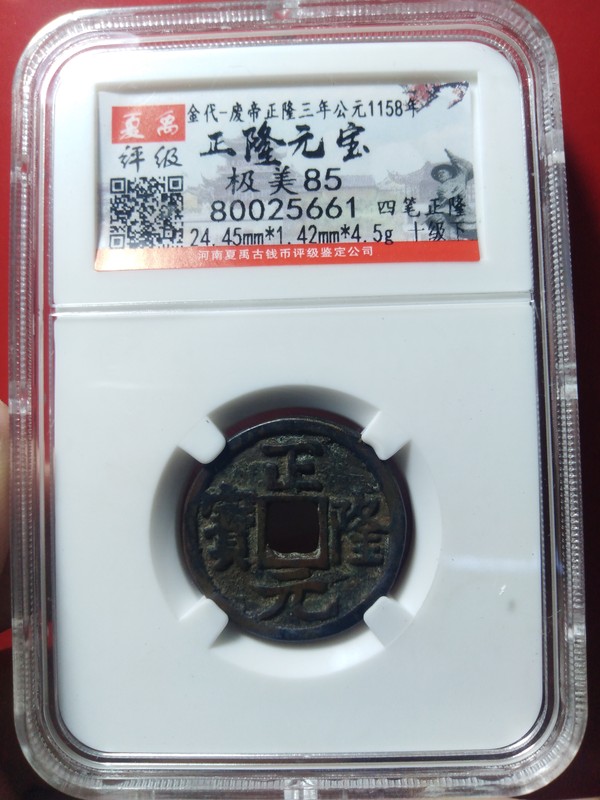 金代-废帝正隆三年公元1158年
夏禹
评级
正隆元宝
极美85
80025661
四笔正隆
24.45mm*1.42mm*4.5g
十级下
河南夏禹古钱币评级鉴定公司
正
隆
元
寶